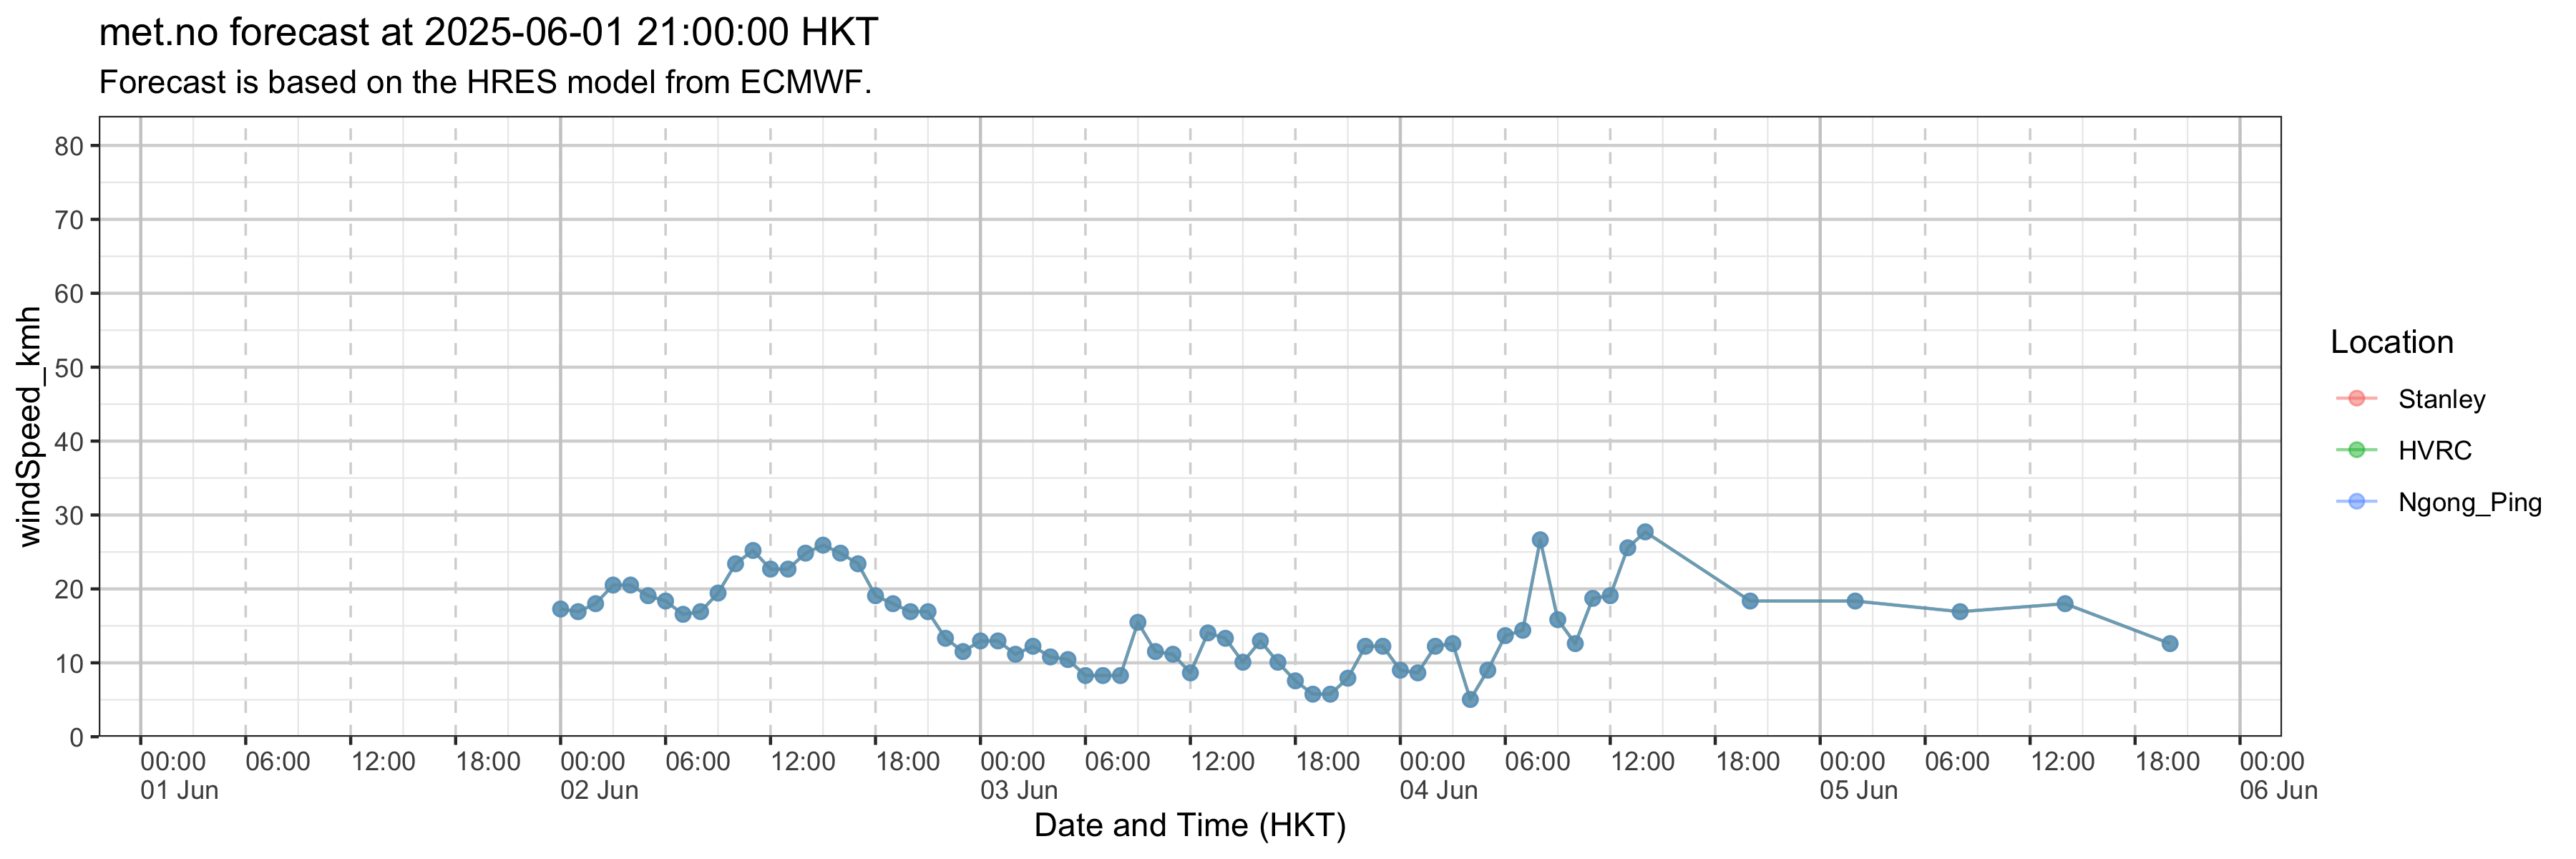 met.no forecast at 2025-06-01 21:00:00 HKT
Forecast is based on the HRES model from ECMWF.
windSpeed_kmh
80
70
60
50
40
30
20
10
0
00:00 06:00 12:00 18:00 00:00 06:00 12:00 18:00 00:00 06:00 12:00 18:00 00:00 06:00 12:00 18:00 00:00 06:00 12:00 18:00 00:00
01 Jun 02 Jun 03 Jun 04 Jun 05 Jun 06 Jun
Date and Time (HKT)
Location
Stanley
HVRC
Ngong_Ping